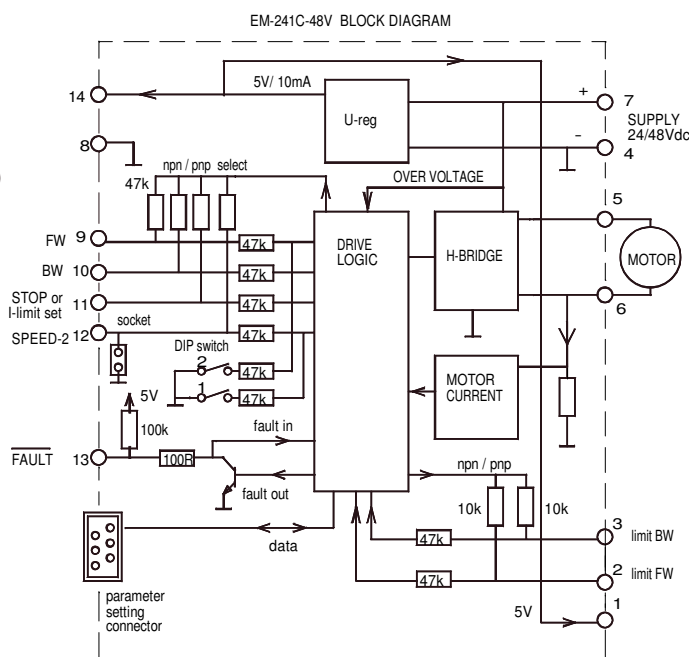 EM-241C-48V BLOCK DIAGRAM
14
5V/ 10mA
U-reg
+
7
SUPPLY
24/48Vdc
-
4
8
npn / pnp select
47k
OVER VOLTAGE
5
FW 9
47k
BW 10
47k
STOP or
I-limit set
11
47k
SPEED-2 12
47k
socket
DRIVE
LOGIC
H-BRIDGE
MOTOR
6
DIP switch
2
47k
1
47k
5V
100k
MOTOR
CURRENT
fault in
FAULT 13
100R
fault out
npn / pnp
10k
10k
data
47k
3
limit BW
47k
2
limit FW
parameter
setting
connector
5V
1
)